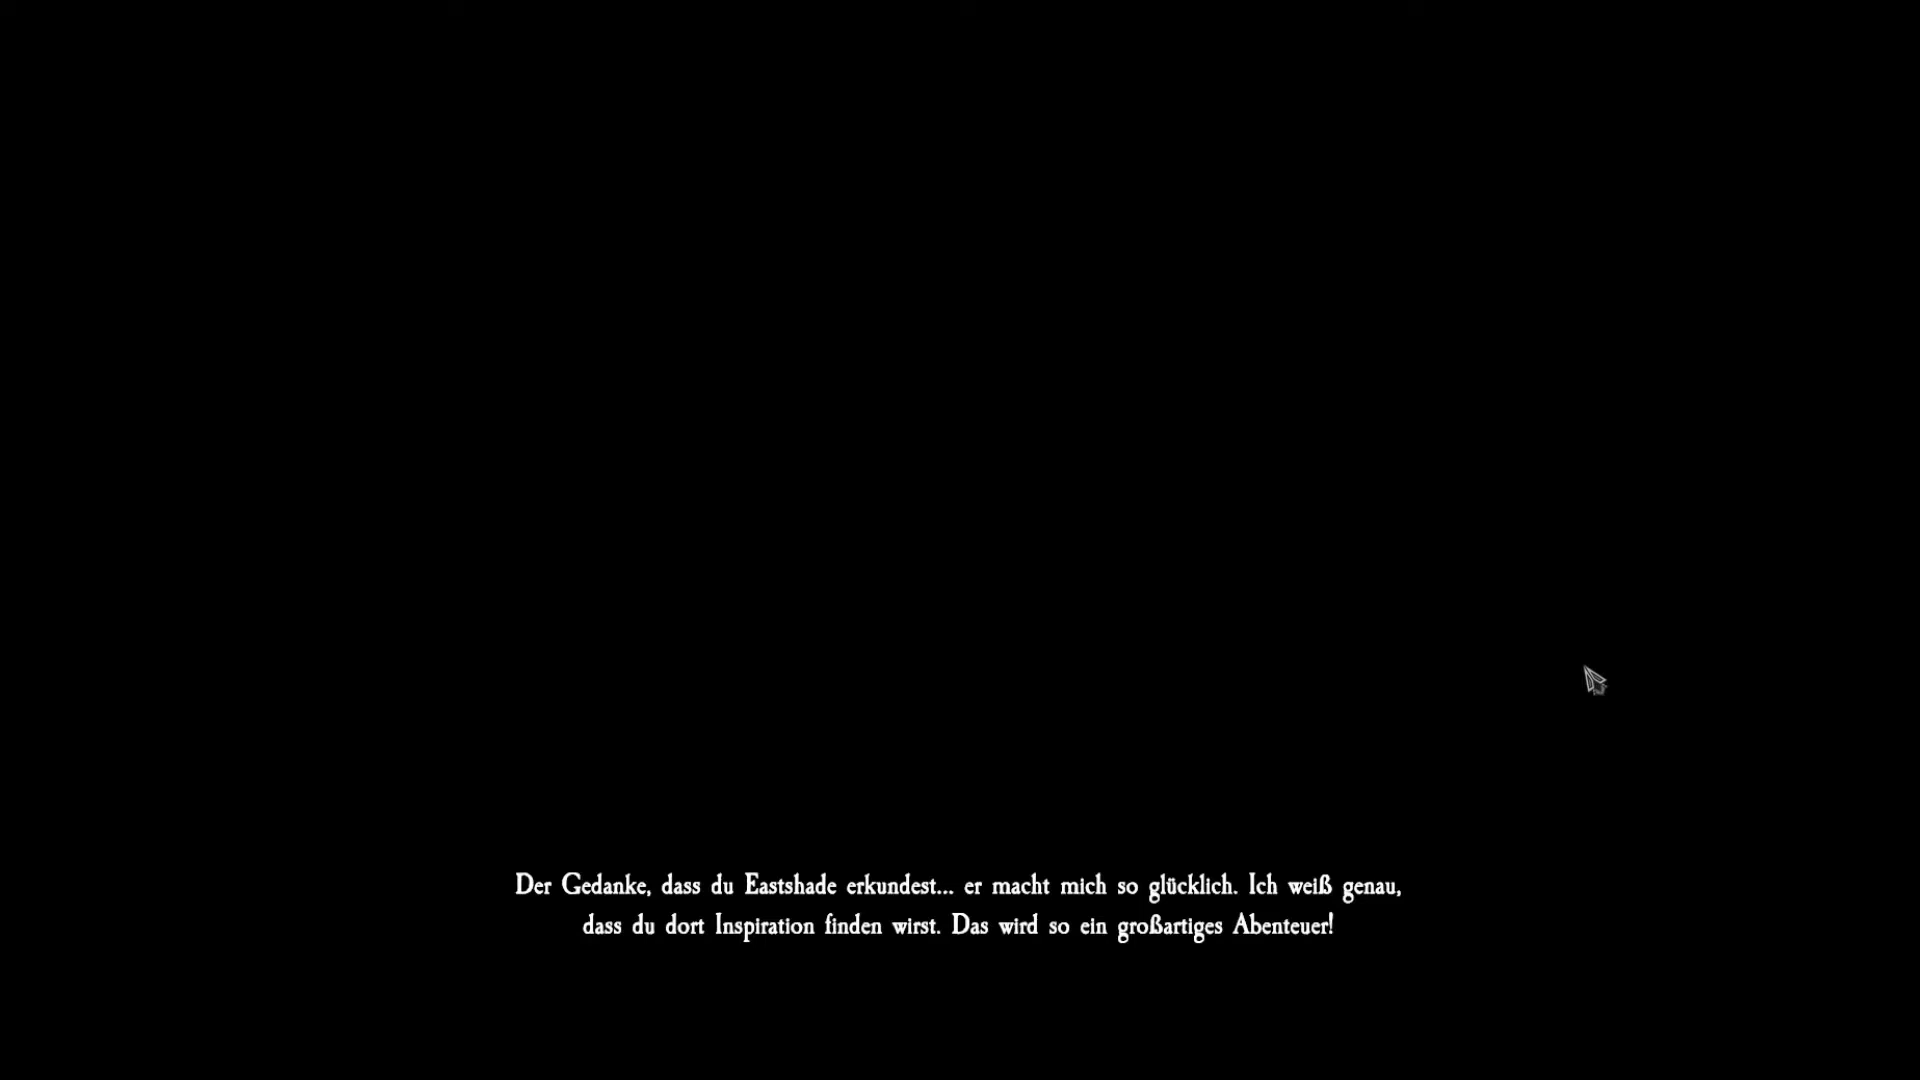 Der Gedanke, dass du Eastshade erkundest... er macht mich so glücklich. Ich weiß genau,
dass du dort Inspiration finden wirst. Das wird so ein großartiges Abenteuer!